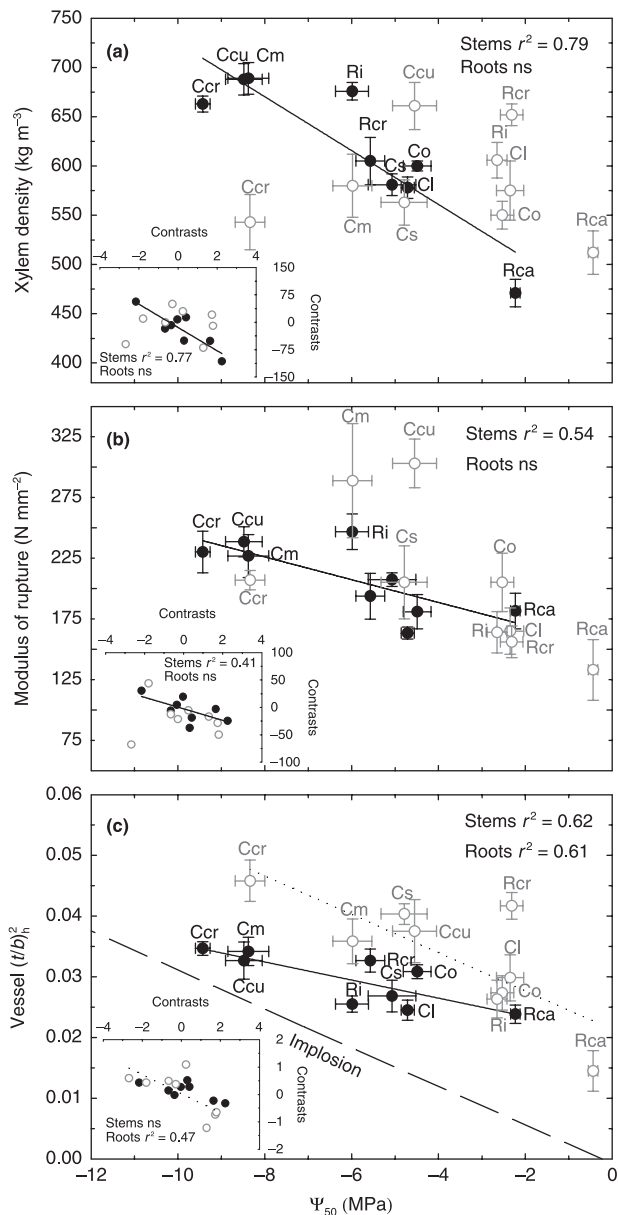 750
(a)
Ccu
Cm
Stems r² = 0.79
Roots ns
700
Ccr
Ri
Ccu
Rcr
650
Rcr
Ri
Co
Cl
600
Ccr
Cs
Cl
Co
550
Cm
Cs
500
Rca
Rca
450
400
Xylem density (kg m⁻³)
Contrasts
−4 −2 0 2 4
150
75
0
−75
−150
Contrasts
Stems r² = 0.77
Roots ns
(b)
Cm
Ccu
Stems r² = 0.54
Roots ns
325
275
Ccr
Ccu
Ri
Cm
Cs
Co
225
Ccr
175
Rca
Ri
Cl
Rcr
Rca
125
75
Modulus of rupture (N mm⁻²)
Contrasts
−4 −2 0 2 4
100
50
0
−50
−100
Contrasts
Stems r² = 0.41
Roots ns
0.06
(c)
Stems r² = 0.62
Roots r² = 0.61
0.05
Ccr
Cs
Rcr
0.04
Cm
Ccu
Ccr
Cm
Rcr
Cl
0.03
Ccu
Cs
Co
Co
Ri
Cl
Ri
Rca
0.02
Rca
Implosion
0.01
0.00
Vessel (t/b)²ₕ
Contrasts
−4 −2 0 2 4
2
1
0
−1
−2
Contrasts
Stems ns
Roots r² = 0.47
−12 −10 −8 −6 −4 −2 0
Ψ₅₀ (MPa)